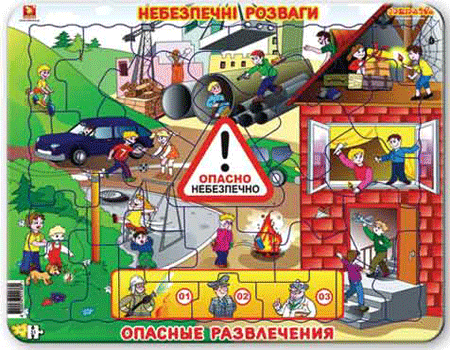 НЕБЕЗПЕЧНІ РОЗВАГИ
ОПАСНО
НЕБЕЗПЕЧНО
01
02
03
ОПАСНЫЕ РАЗВЛЕЧЕНИЯ